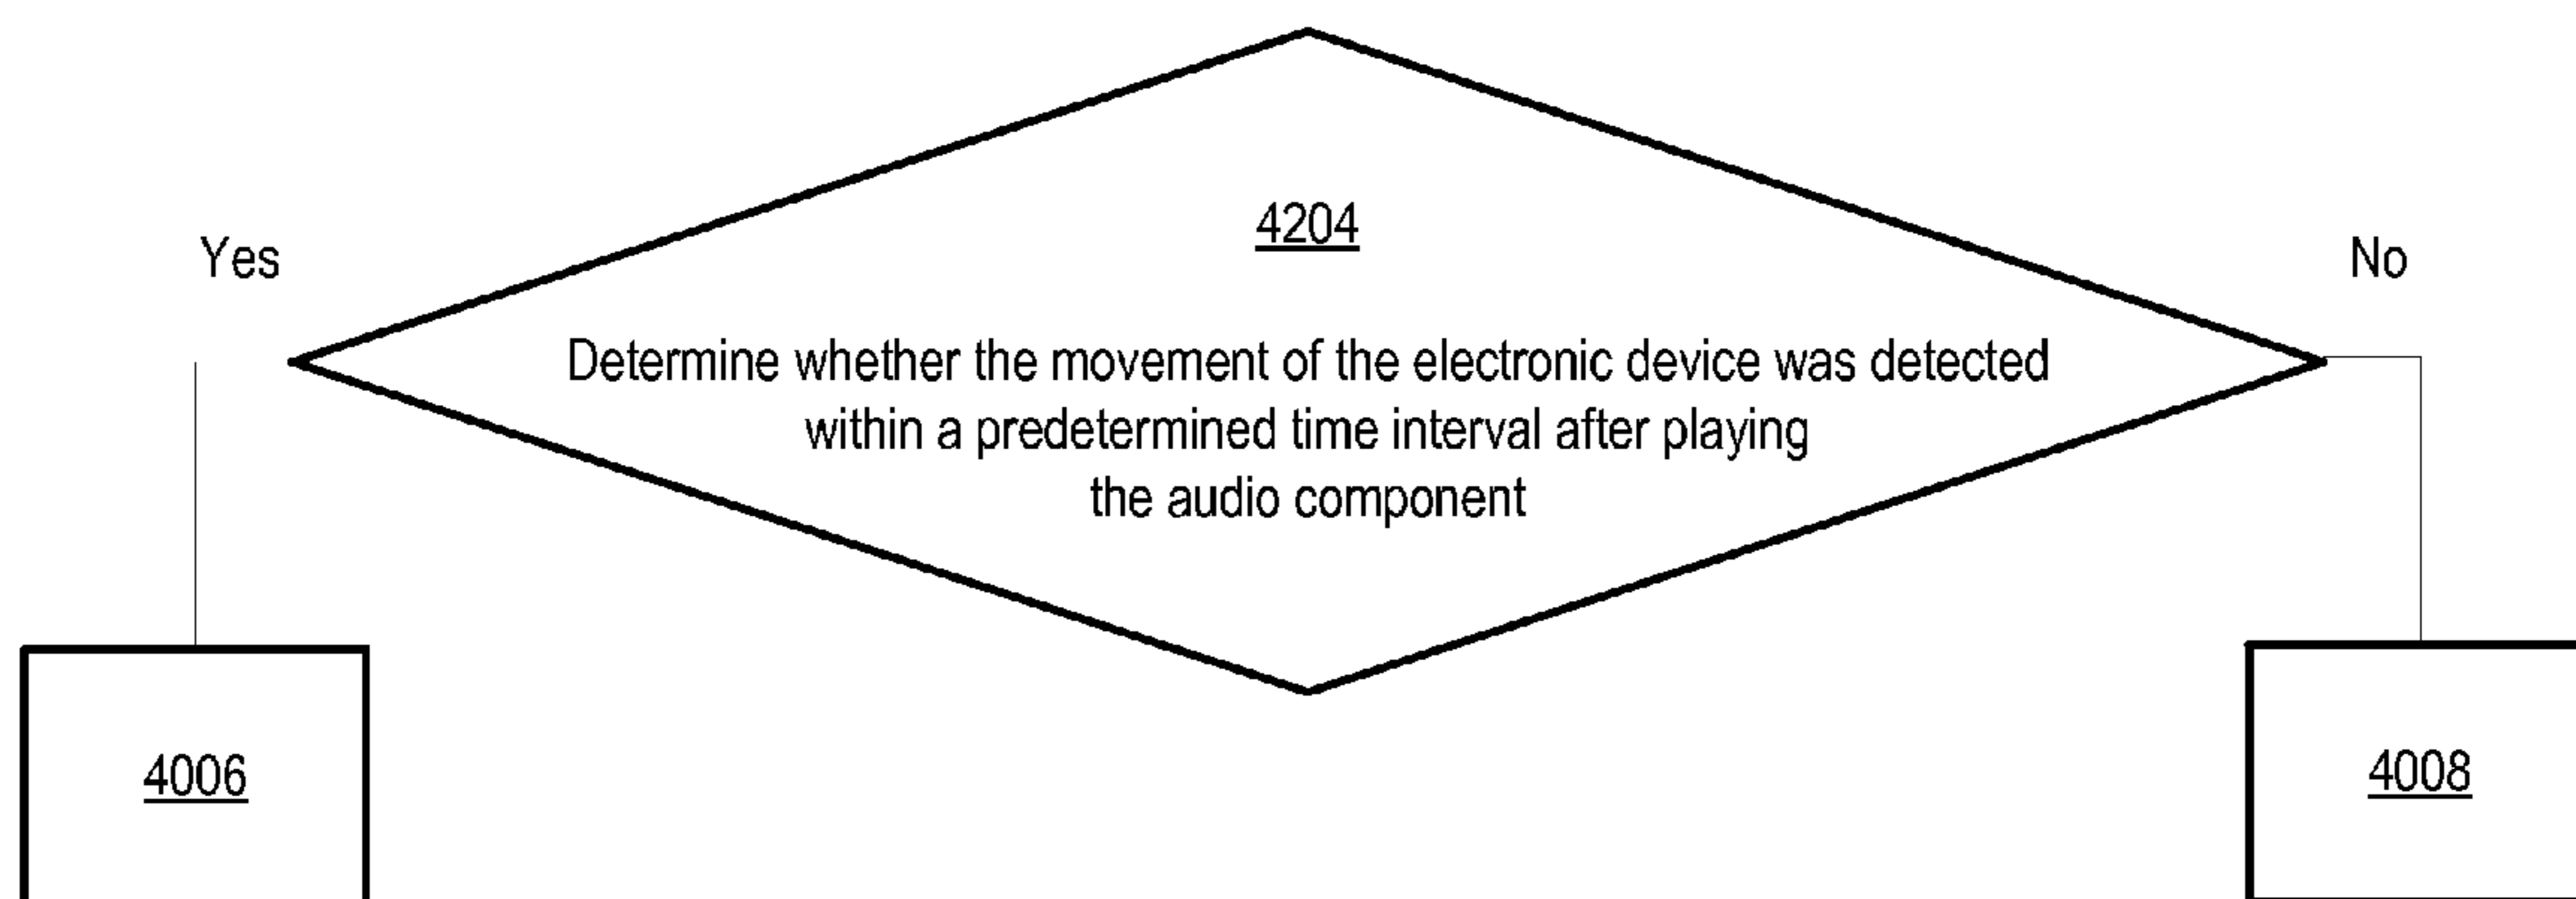 4204
Yes
No
Determine whether the movement of the electronic device was detected
within a predetermined time interval after playing
the audio component
4006
4008